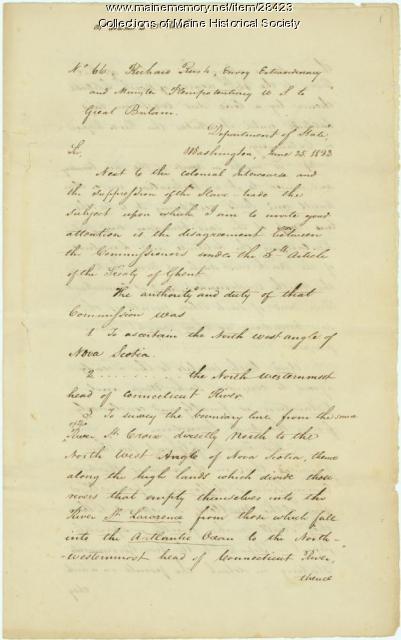 www.mainememory.net/item/28423
Collections of Maine Historical Society
1
No 66. Richard Rush, Envoy Extraordinary
and Minister Plenipotentiary U S to
Great Britain.
Department of State,
Sir, Washington, June 25. 1823
Next to the Colonial Intercourse and
the Suppression of the Slave trade the
subject upon which I am to invite your
attention is the disagreement between
the Commissioners under the 5th Article
of the Treaty of Ghent
The authority and duty of that
Commission was
1 To ascertain the North west angle of
Nova Scotia.
2 . . . . . . the North Westernmost
head of Connecticut River
3 To survey the boundary line from the source
of the River St Croix directly North to the
North West Angle of Nova Scotia, thence
along the high lands which divide those
rivers that empty themselves into the
River St Lawrence from those which fall
into the Atlantic Ocean to the North-
westernmost head of Connecticut River,
thence